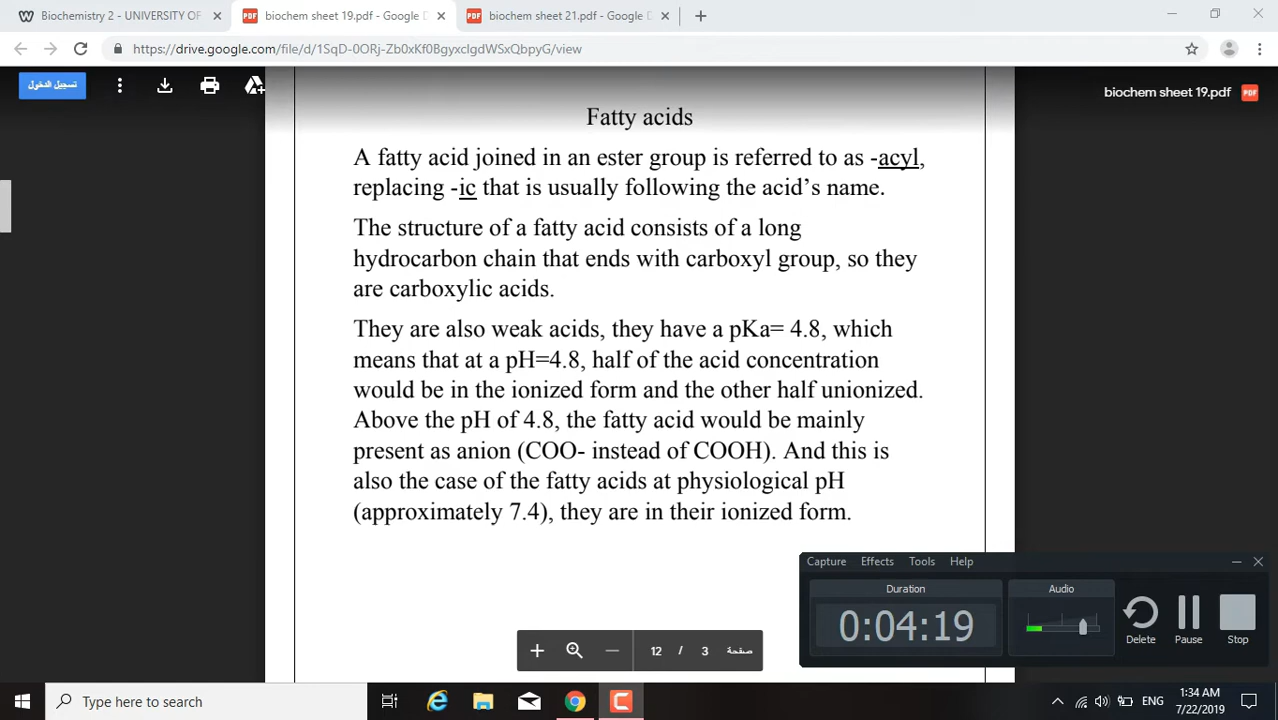 Biochemistry 2 - UNIVERSITY OF
biochem sheet 19.pdf - Google D
biochem sheet 21.pdf - Google D
https://drive.google.com/file/d/1SqD-0ORj-Zb0xKf0BgyxclgdWSxQbpyG/view
تسجيل الدخول
biochem sheet 19.pdf
PDF
Fatty acids
A fatty acid joined in an ester group is referred to as -acyl,
replacing -ic that is usually following the acid's name.
The structure of a fatty acid consists of a long
hydrocarbon chain that ends with carboxyl group, so they
are carboxylic acids.
They are also weak acids, they have a pKa= 4.8, which
means that at a pH=4.8, half of the acid concentration
would be in the ionized form and the other half unionized.
Above the pH of 4.8, the fatty acid would be mainly
present as anion (COO- instead of COOH). And this is
also the case of the fatty acids at physiological pH
(approximately 7.4), they are in their ionized form.
Capture Effects Tools Help
Duration Audio
0:04:19
Delete Pause Stop
12 / 3 صفحة
Type here to search
ENG
1:34 AM
7/22/2019